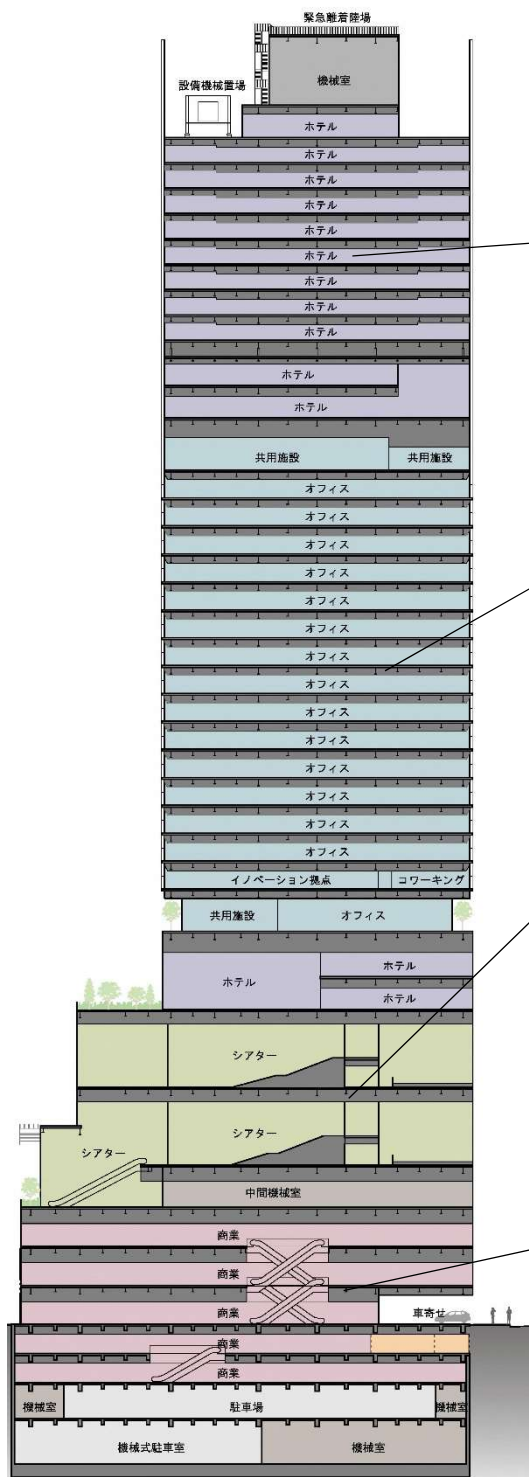 緊急離着陸場
機械室
設備機械置場
ホテル
ホテル
ホテル
ホテル
ホテル
ホテル
ホテル
ホテル
ホテル
ホテル
ホテル
共用施設 共用施設
オフィス
オフィス
オフィス
オフィス
オフィス
オフィス
オフィス
オフィス
オフィス
オフィス
オフィス
オフィス
オフィス
オフィス
イノベーション拠点 コワーキング
共用施設 オフィス
ホテル
ホテル
ホテル
シアター
シアター
シアター
中間機械室
商業
商業
商業 車寄せ
商業
商業
機械室 駐車場 機械室
機械式駐車室 機械室